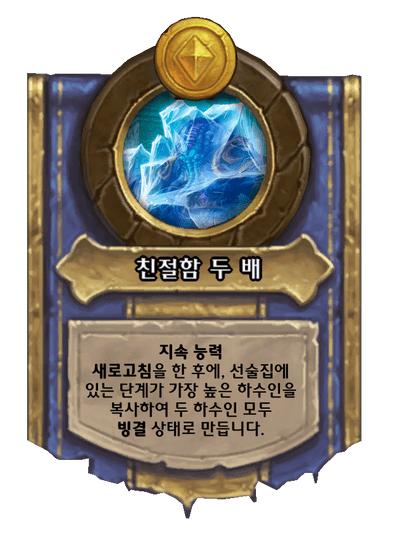 친절함 두 배
지속 능력
새로고침을 한 후에, 선술집에
있는 단계가 가장 높은 하수인을
복사하여 두 하수인 모두
빙결 상태로 만듭니다.